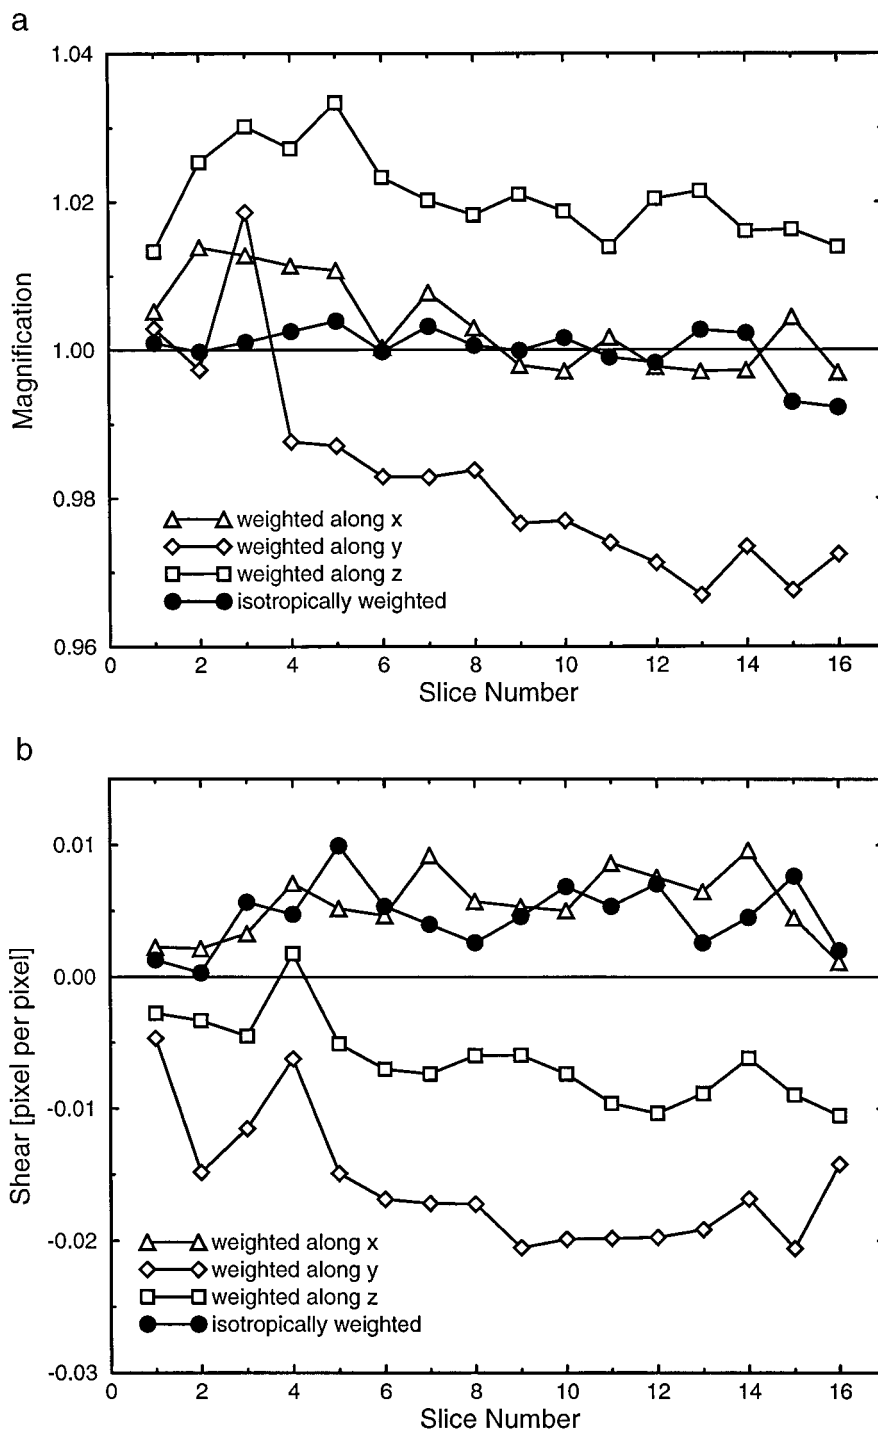 a
1.04
1.02
1.00
0.98
0.96
Magnification
weighted along x
weighted along y
weighted along z
isotropically weighted
0 2 4 6 8 10 12 14 16
Slice Number
b
0.01
0.00
-0.01
-0.02
-0.03
Shear [pixel per pixel]
weighted along x
weighted along y
weighted along z
isotropically weighted
0 2 4 6 8 10 12 14 16
Slice Number